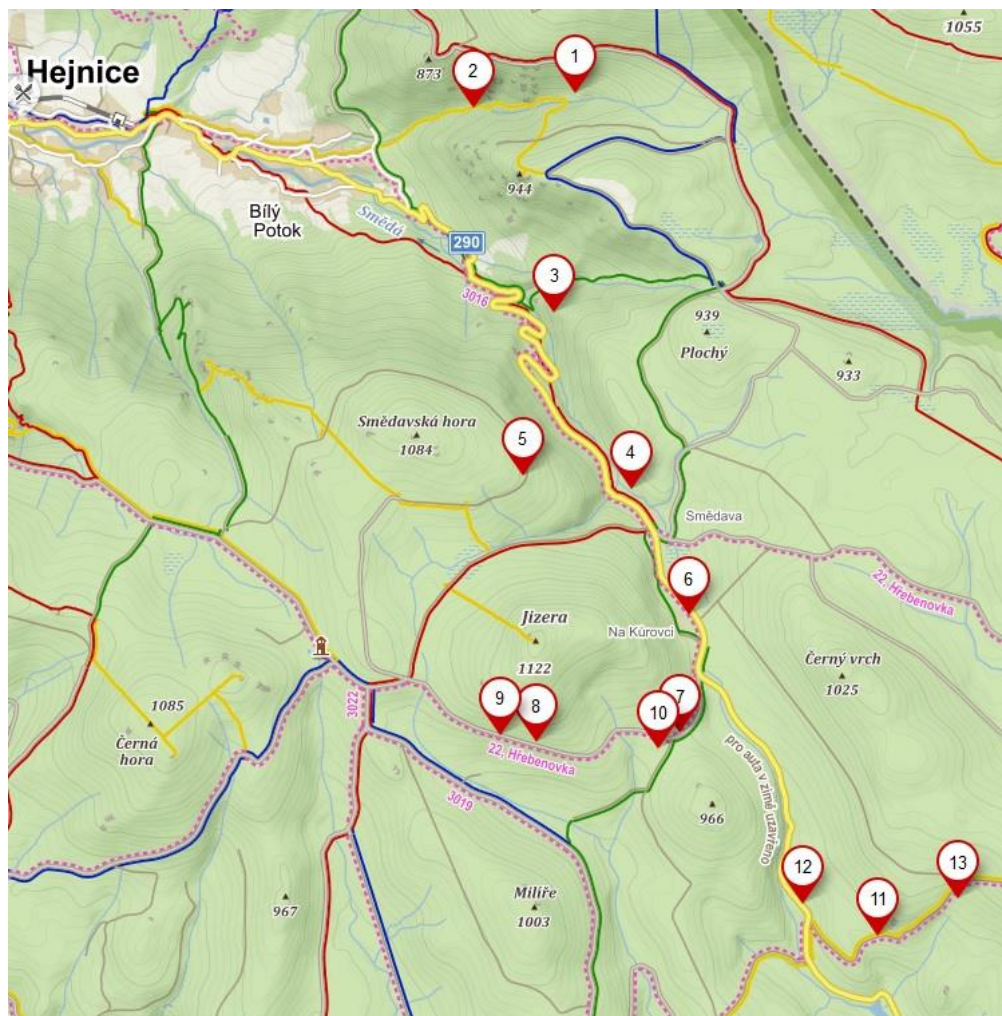 1055
Hejnice
873
1
2
944
Bílý
Potok
Smědá
290
3016
3
939
Plochý
933
Smědavská hora
1084
5
4
Smědava
22. Hřebenovka
6
Jizera
1122
Na Kůrovci
Černý vrch
1025
1085
Černá
hora
3022
9
8
10
7
22. Hřebenovka
3019
pro auta v zimě uzavřeno
966
967
Milíře
1003
12
11
13